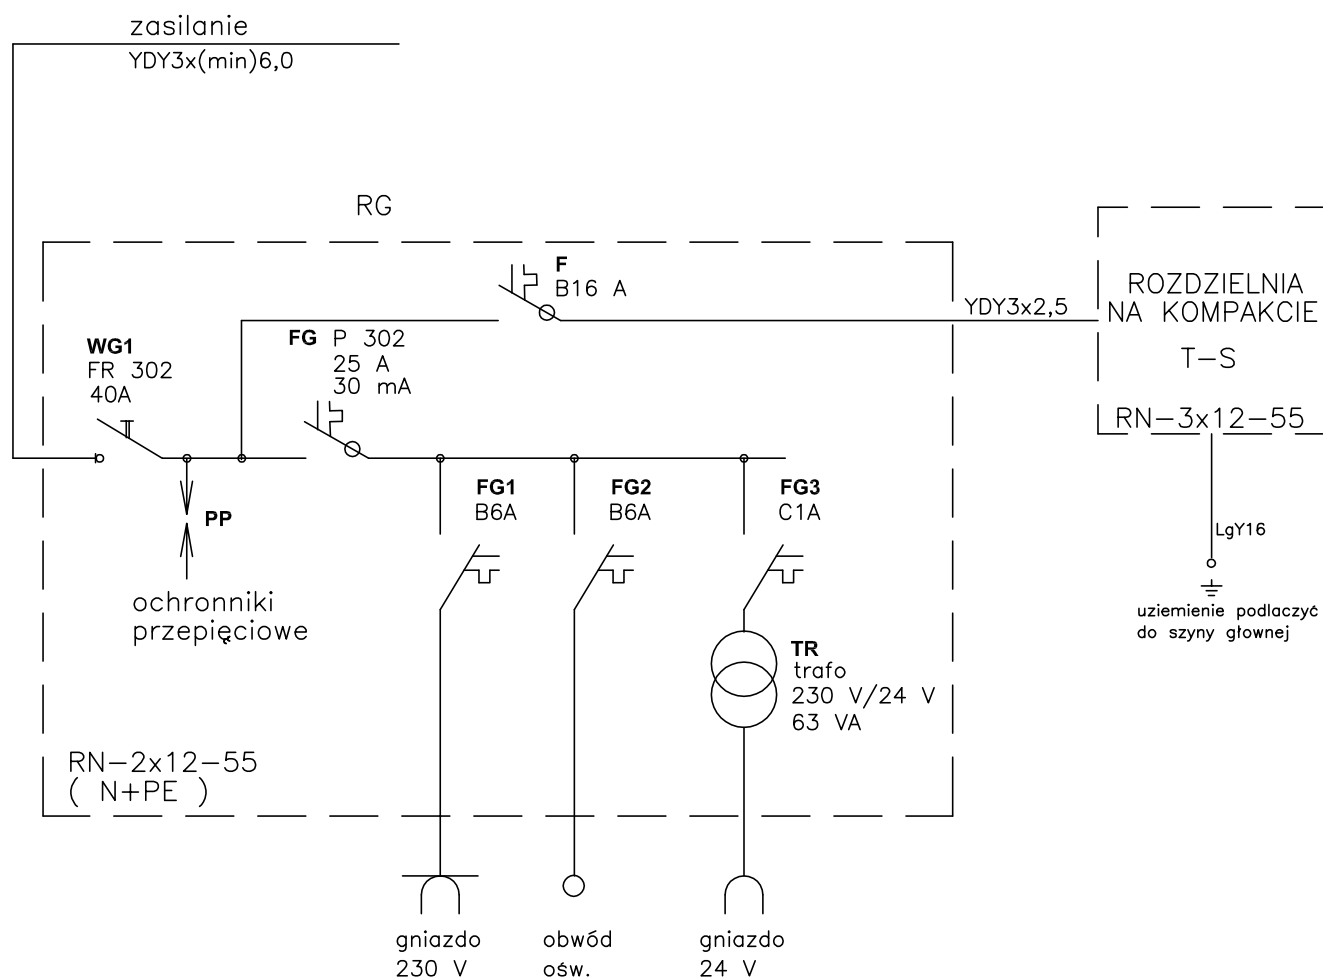 zasilanie
YDY3x(min)6,0
RG
F
B16 A
YDY3x2,5
ROZDZIELNIA
NA KOMPAKCIE
T-S
RN-3x12-55
WG1
FR 302
40A
FG P 302
25 A
30 mA
PP
ochronniki
przepięciowe
FG1
B6A
FG2
B6A
FG3
C1A
LgY16
uziemienie podlaczyć
do szyny głownej
TR
trafo
230 V/24 V
63 VA
RN-2x12-55
( N+PE )
gniazdo
230 V
obwód
ośw.
gniazdo
24 V